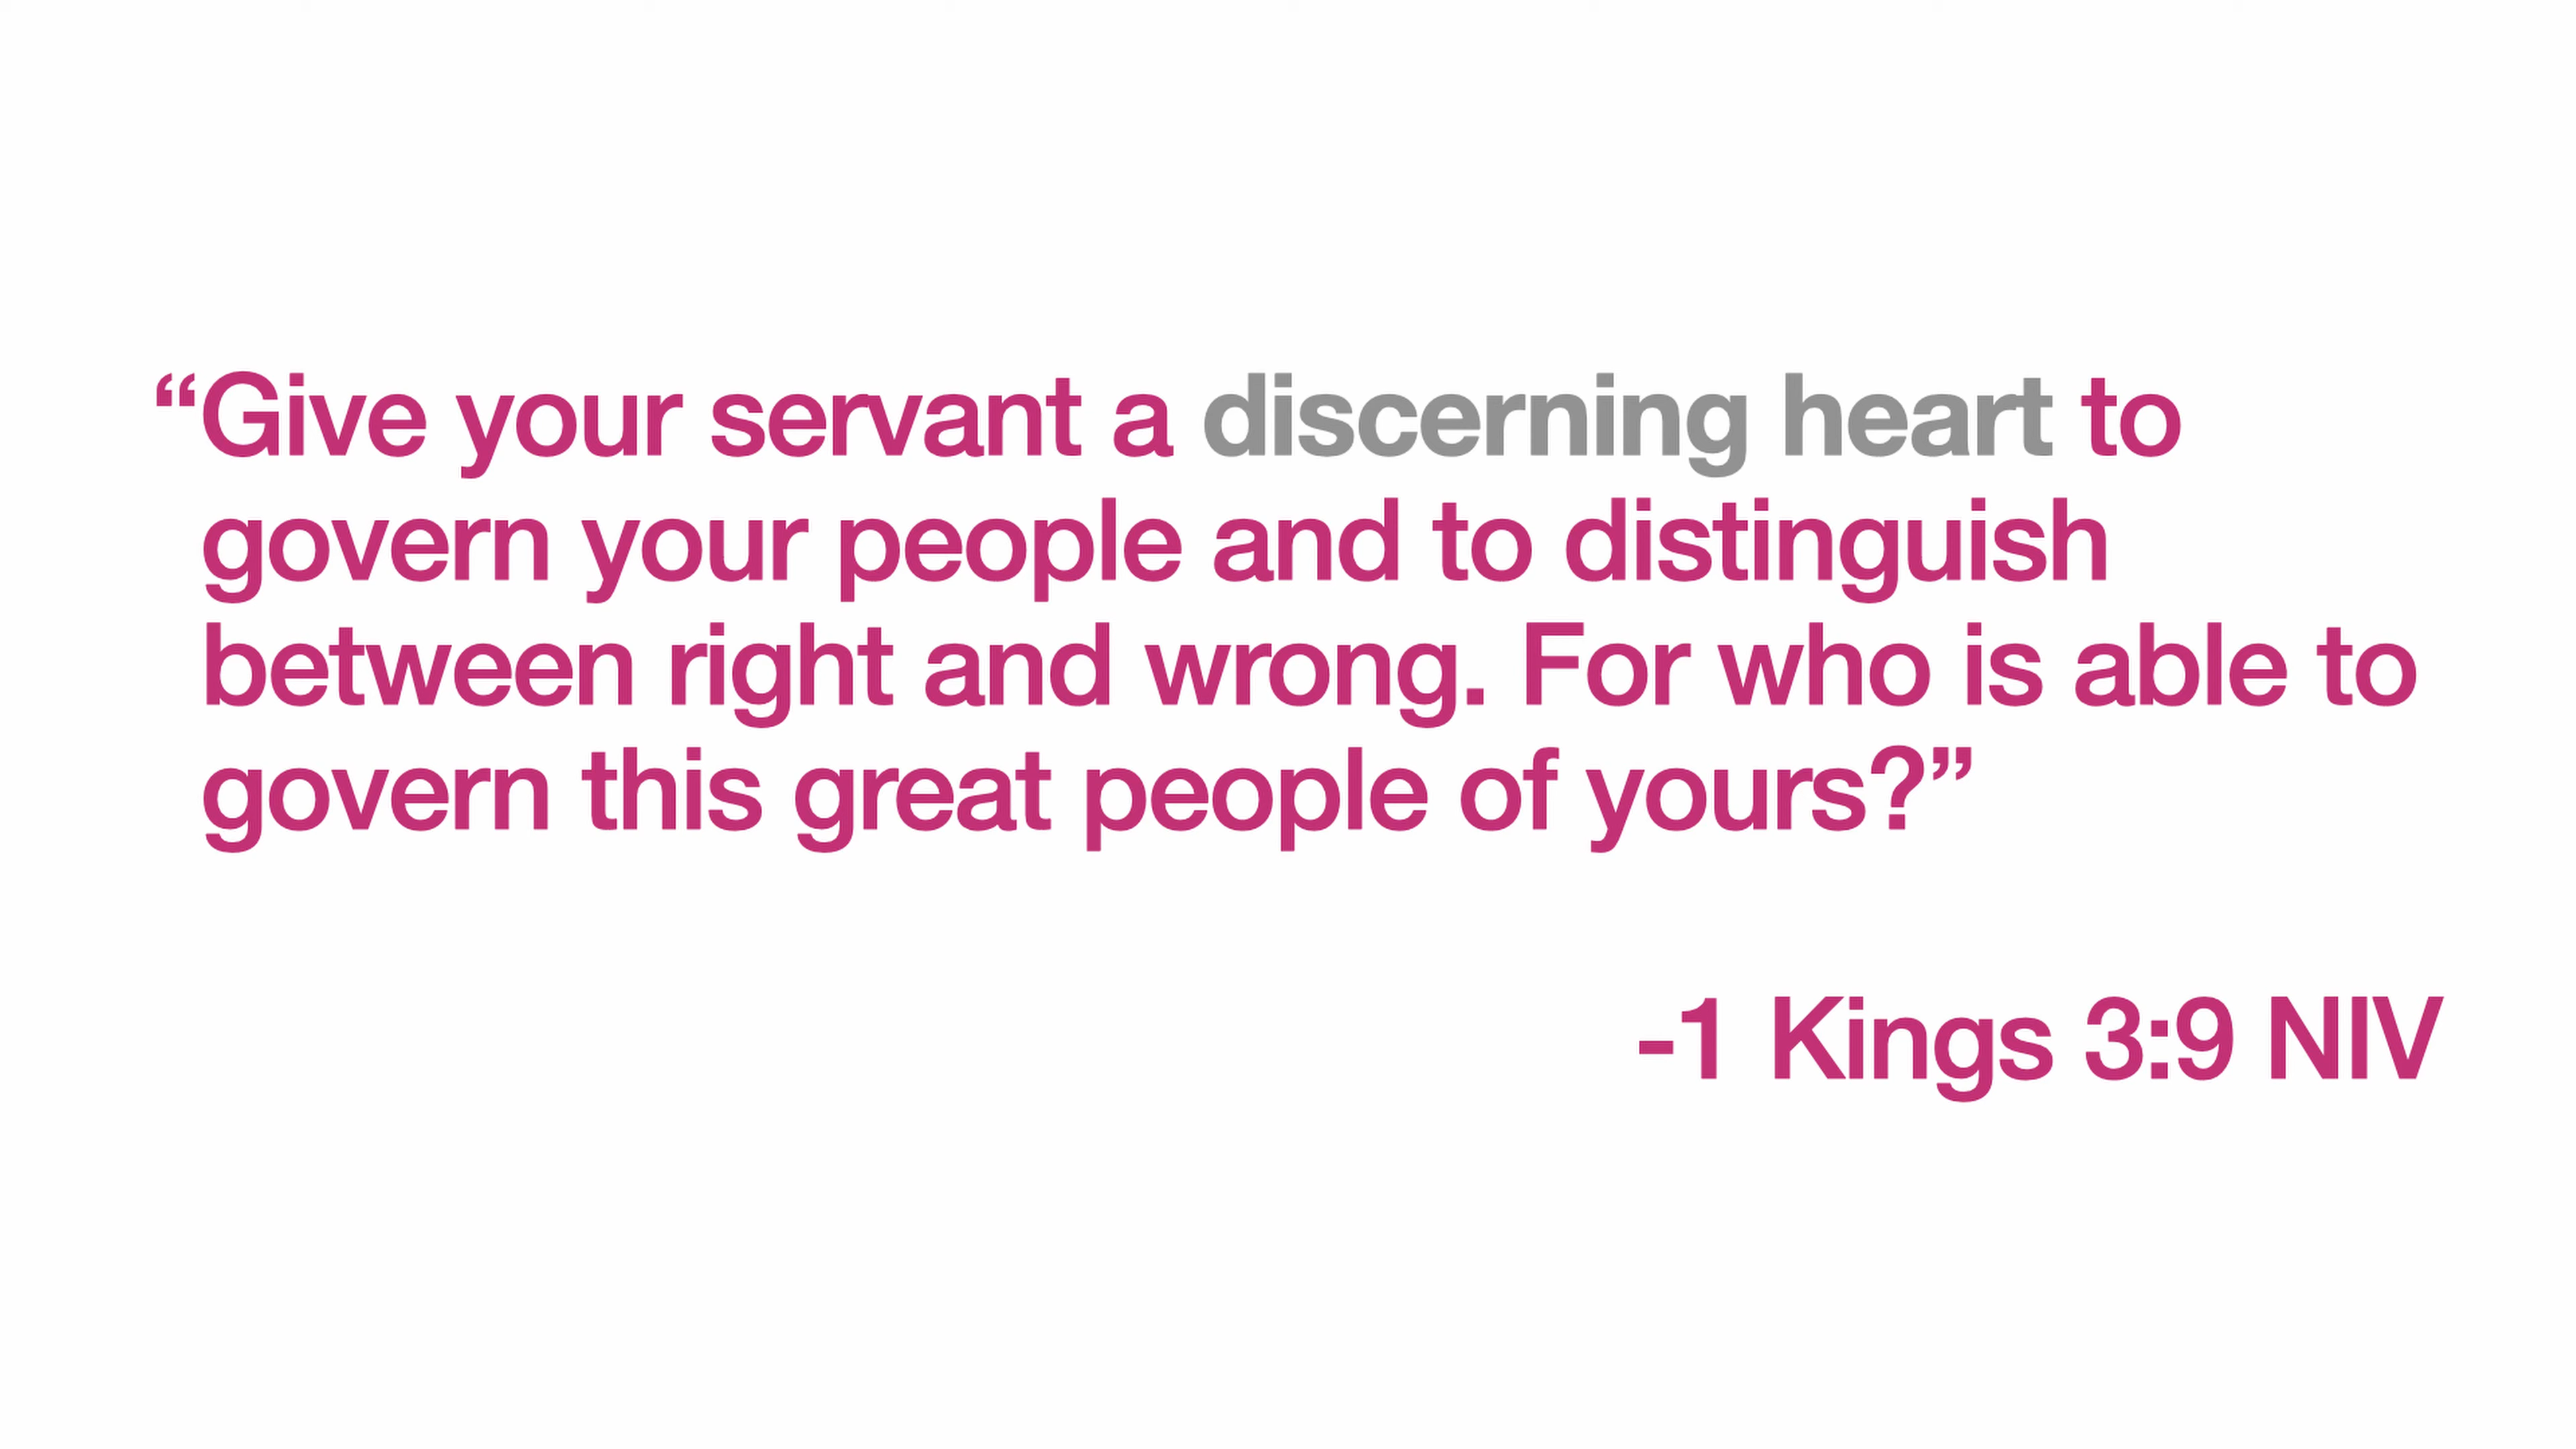 “Give your servant a discerning heart to
govern your people and to distinguish
between right and wrong. For who is able to
govern this great people of yours?”
-1 Kings 3:9 NIV